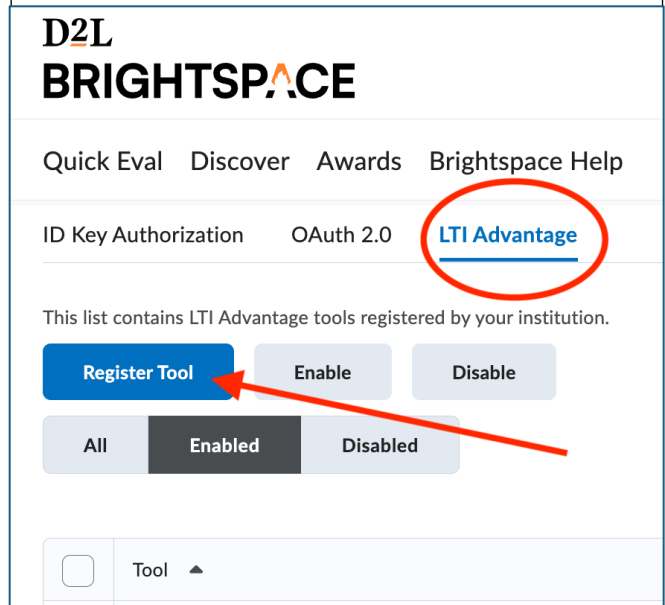 D2L
BRIGHTSPACE
Quick Eval Discover Awards Brightspace Help
ID Key Authorization OAuth 2.0 LTI Advantage
This list contains LTI Advantage tools registered by your institution.
Register Tool Enable Disable
All Enabled Disabled
Tool